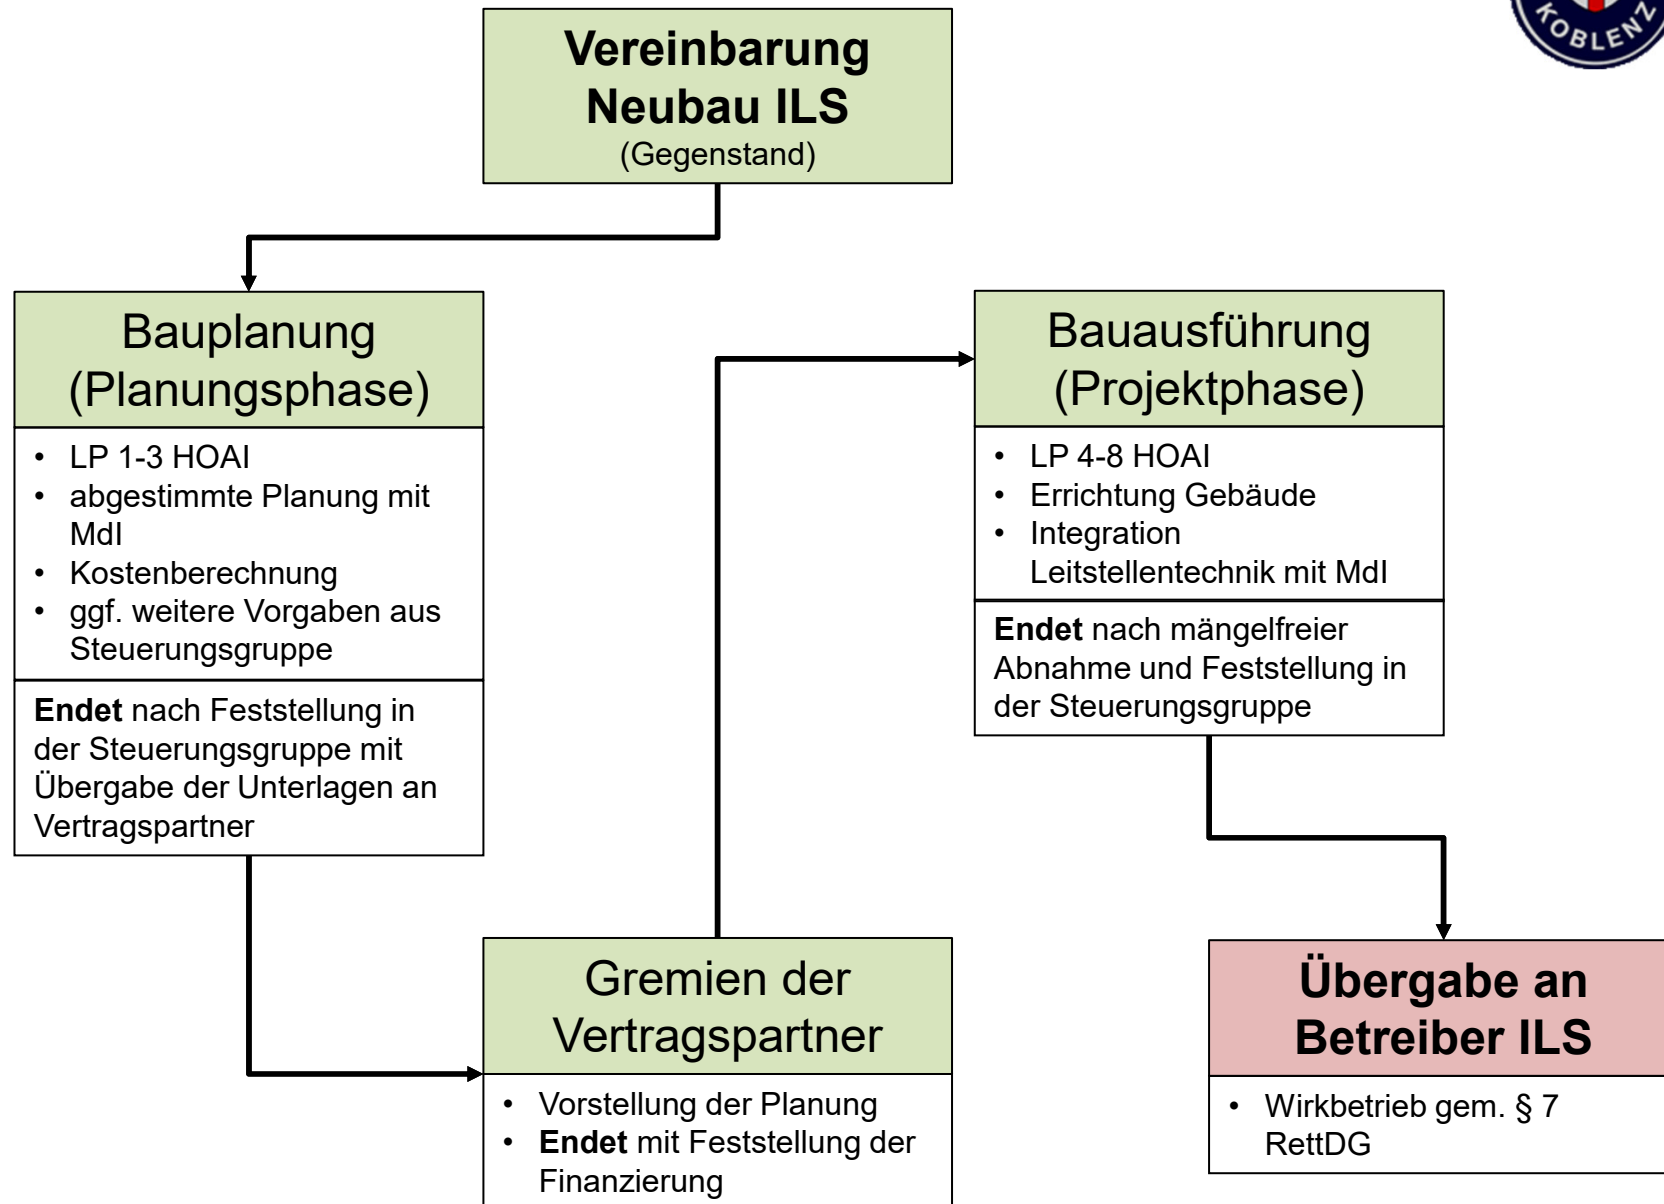 KOBLENZ
Vereinbarung
Neubau ILS
(Gegenstand)
Bauplanung
(Planungsphase)
• LP 1-3 HOAI
• abgestimmte Planung mit
MdI
• Kostenberechnung
• ggf. weitere Vorgaben aus
Steuerungsgruppe
Endet nach Feststellung in
der Steuerungsgruppe mit
Übergabe der Unterlagen an
Vertragspartner
Gremien der
Vertragspartner
• Vorstellung der Planung
• Endet mit Feststellung der
Finanzierung
Bauausführung
(Projektphase)
• LP 4-8 HOAI
• Errichtung Gebäude
• Integration
Leitstellentechnik mit MdI
Endet nach mängelfreier
Abnahme und Feststellung in
der Steuerungsgruppe
Übergabe an
Betreiber ILS
• Wirkbetrieb gem. § 7
RettDG